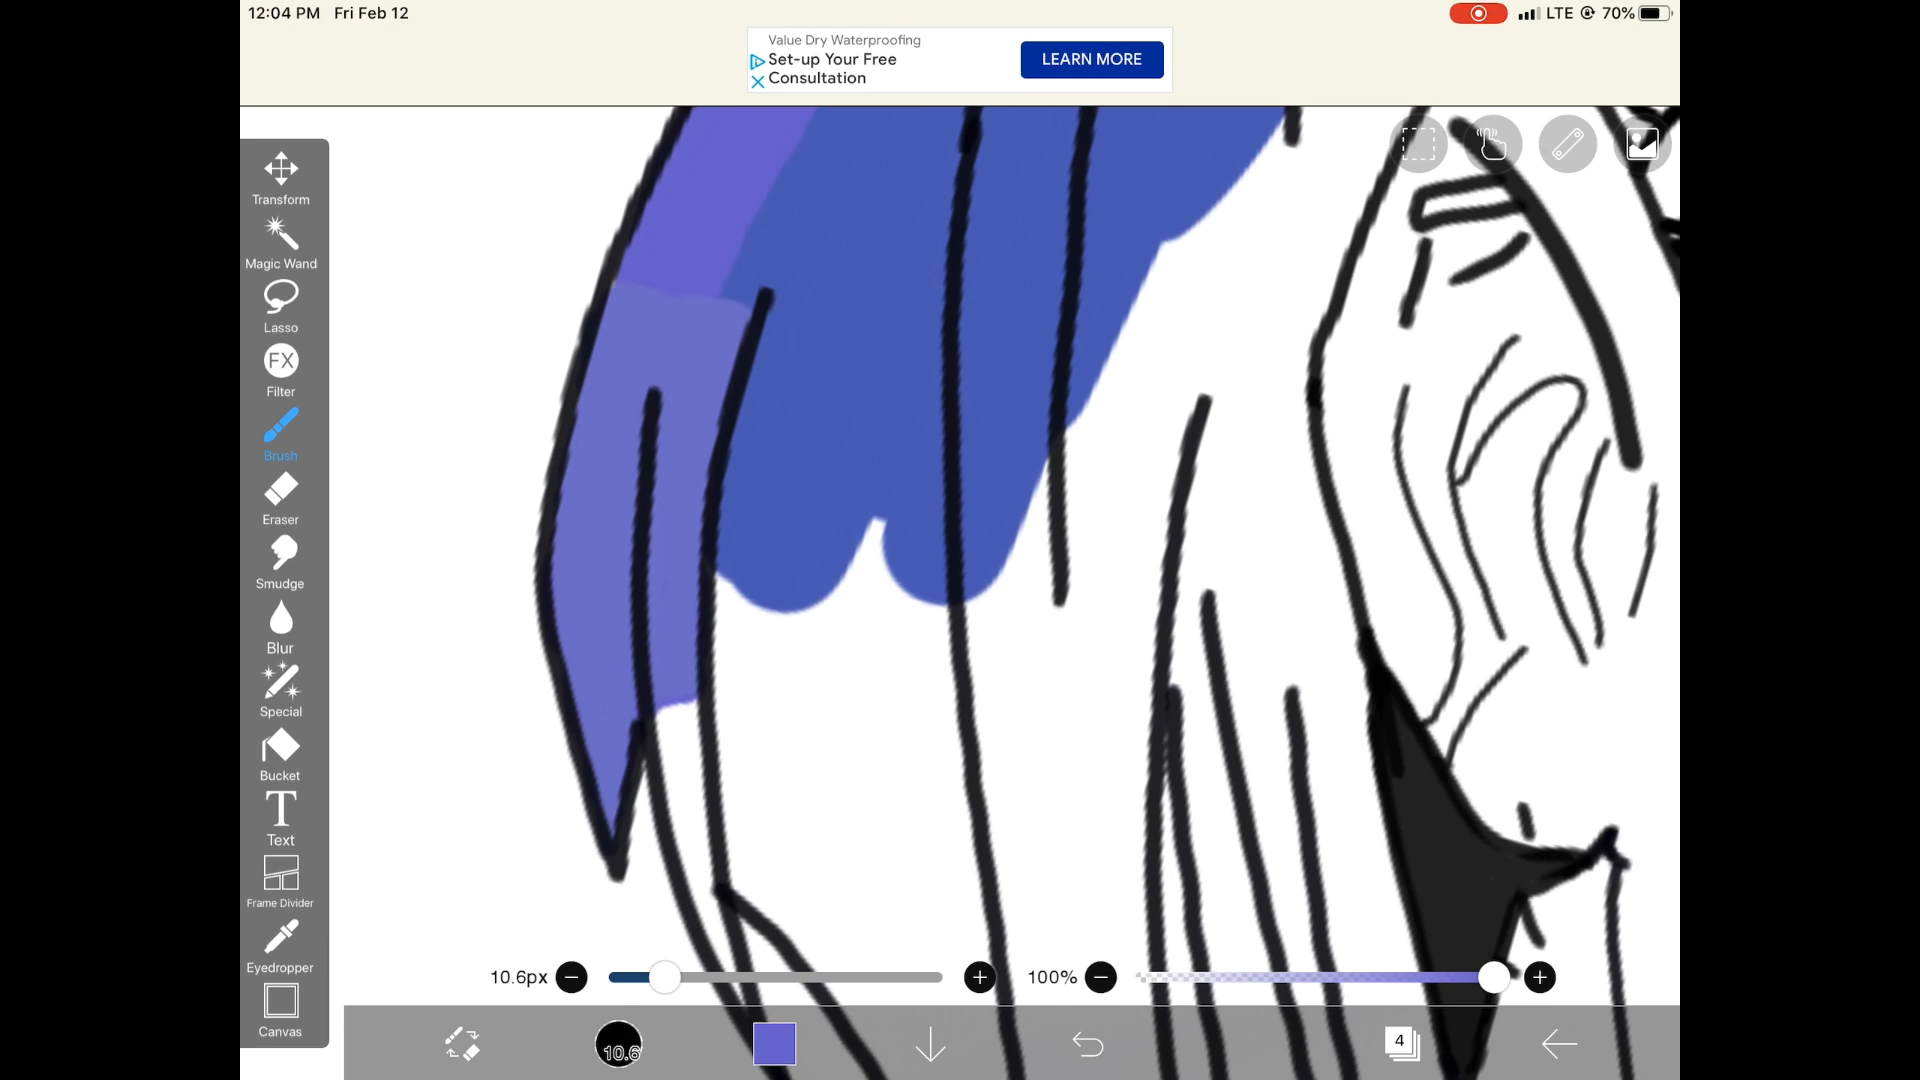 12:04 PM Fri Feb 12
LTE 70%
Value Dry Waterproofing
Set-up Your Free
Consultation
LEARN MORE
Transform
Magic Wand
Lasso
FX
Filter
Brush
Eraser
Smudge
Blur
Special
Bucket
T
Text
Frame Divider
Eyedropper
Canvas
10.6px
100%
10.6
4